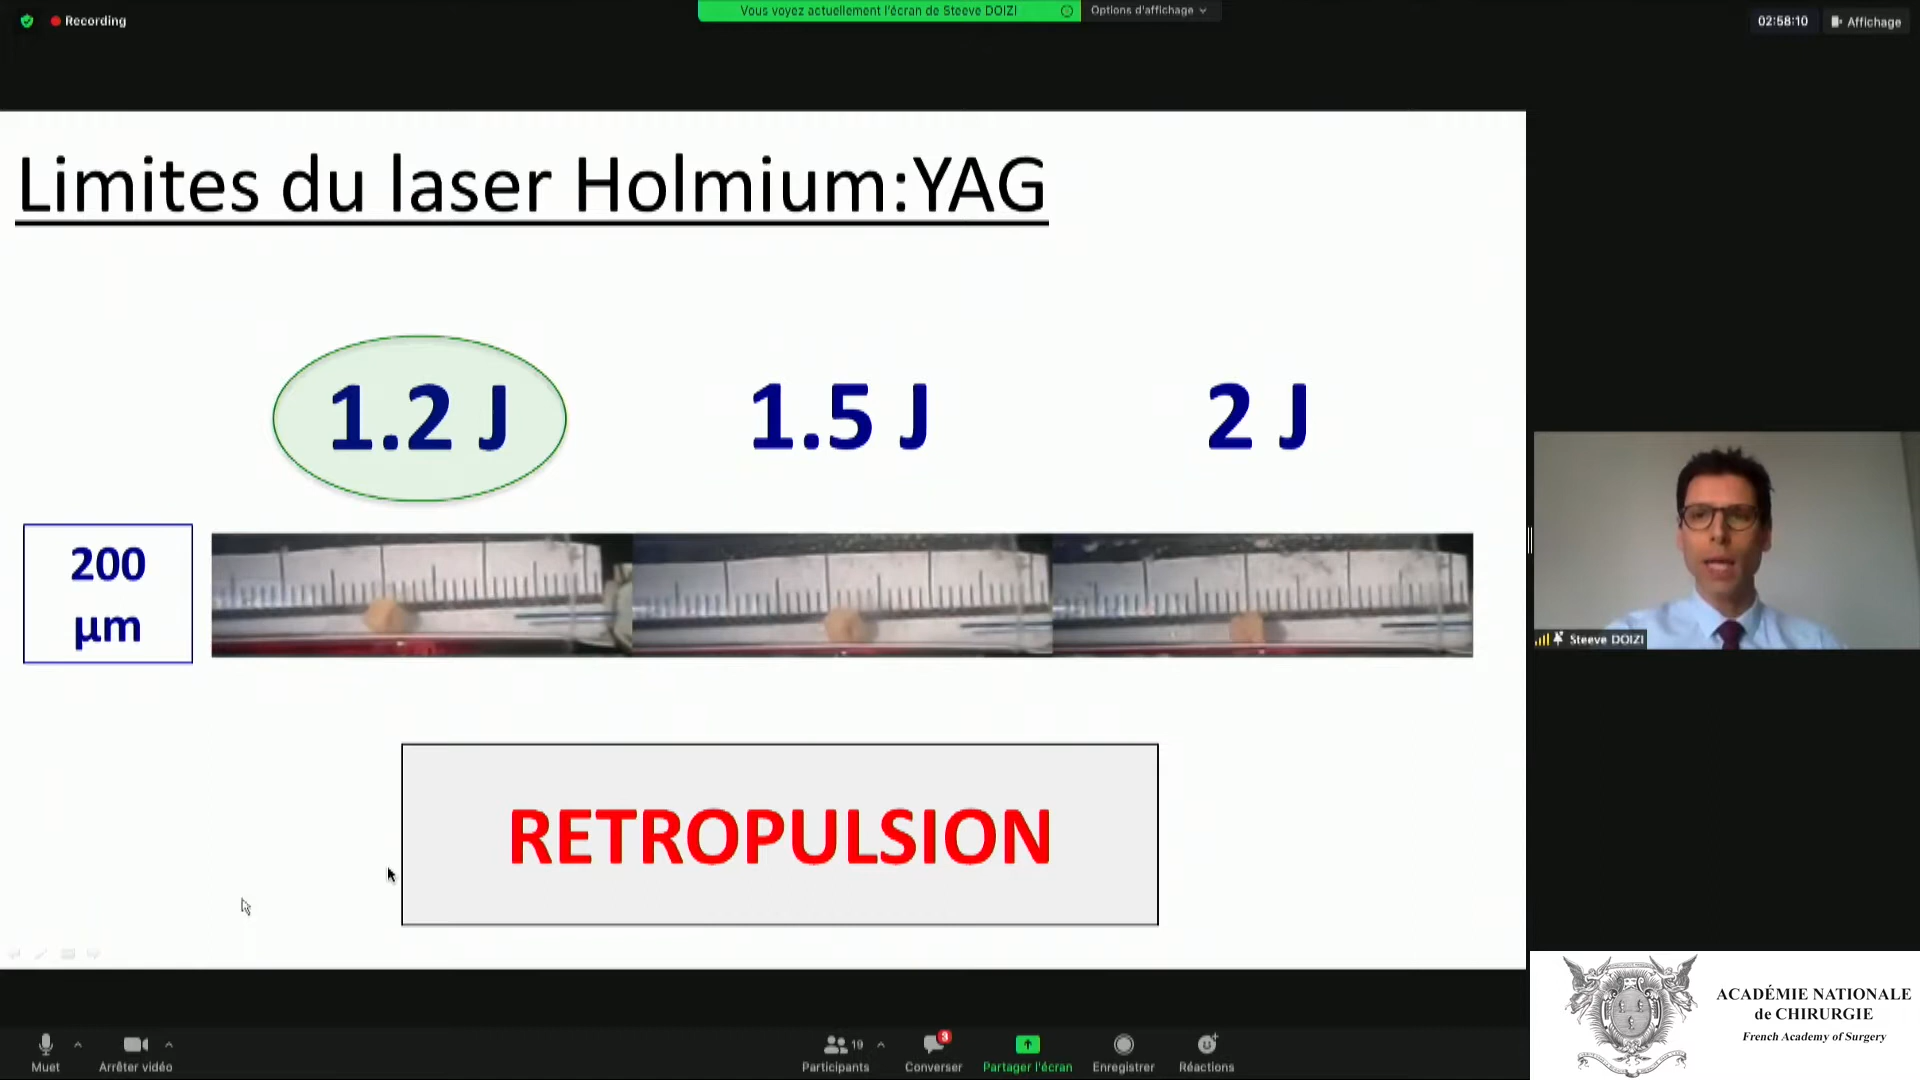 Recording
Vous voyez actuellement l'écran de Steeve DOIZI
Options d'affichage
02:58:10
Affichage
Limites du laser Holmium:YAG
1.2 J
1.5 J
2 J
200
µm
RETROPULSION
Steeve DOIZI
ACADÉMIE NATIONALE
de CHIRURGIE
French Academy of Surgery
Muet
Arrêter vidéo
19
Participants
3
Converser
Partager l'écran
Enregistrer
Réactions